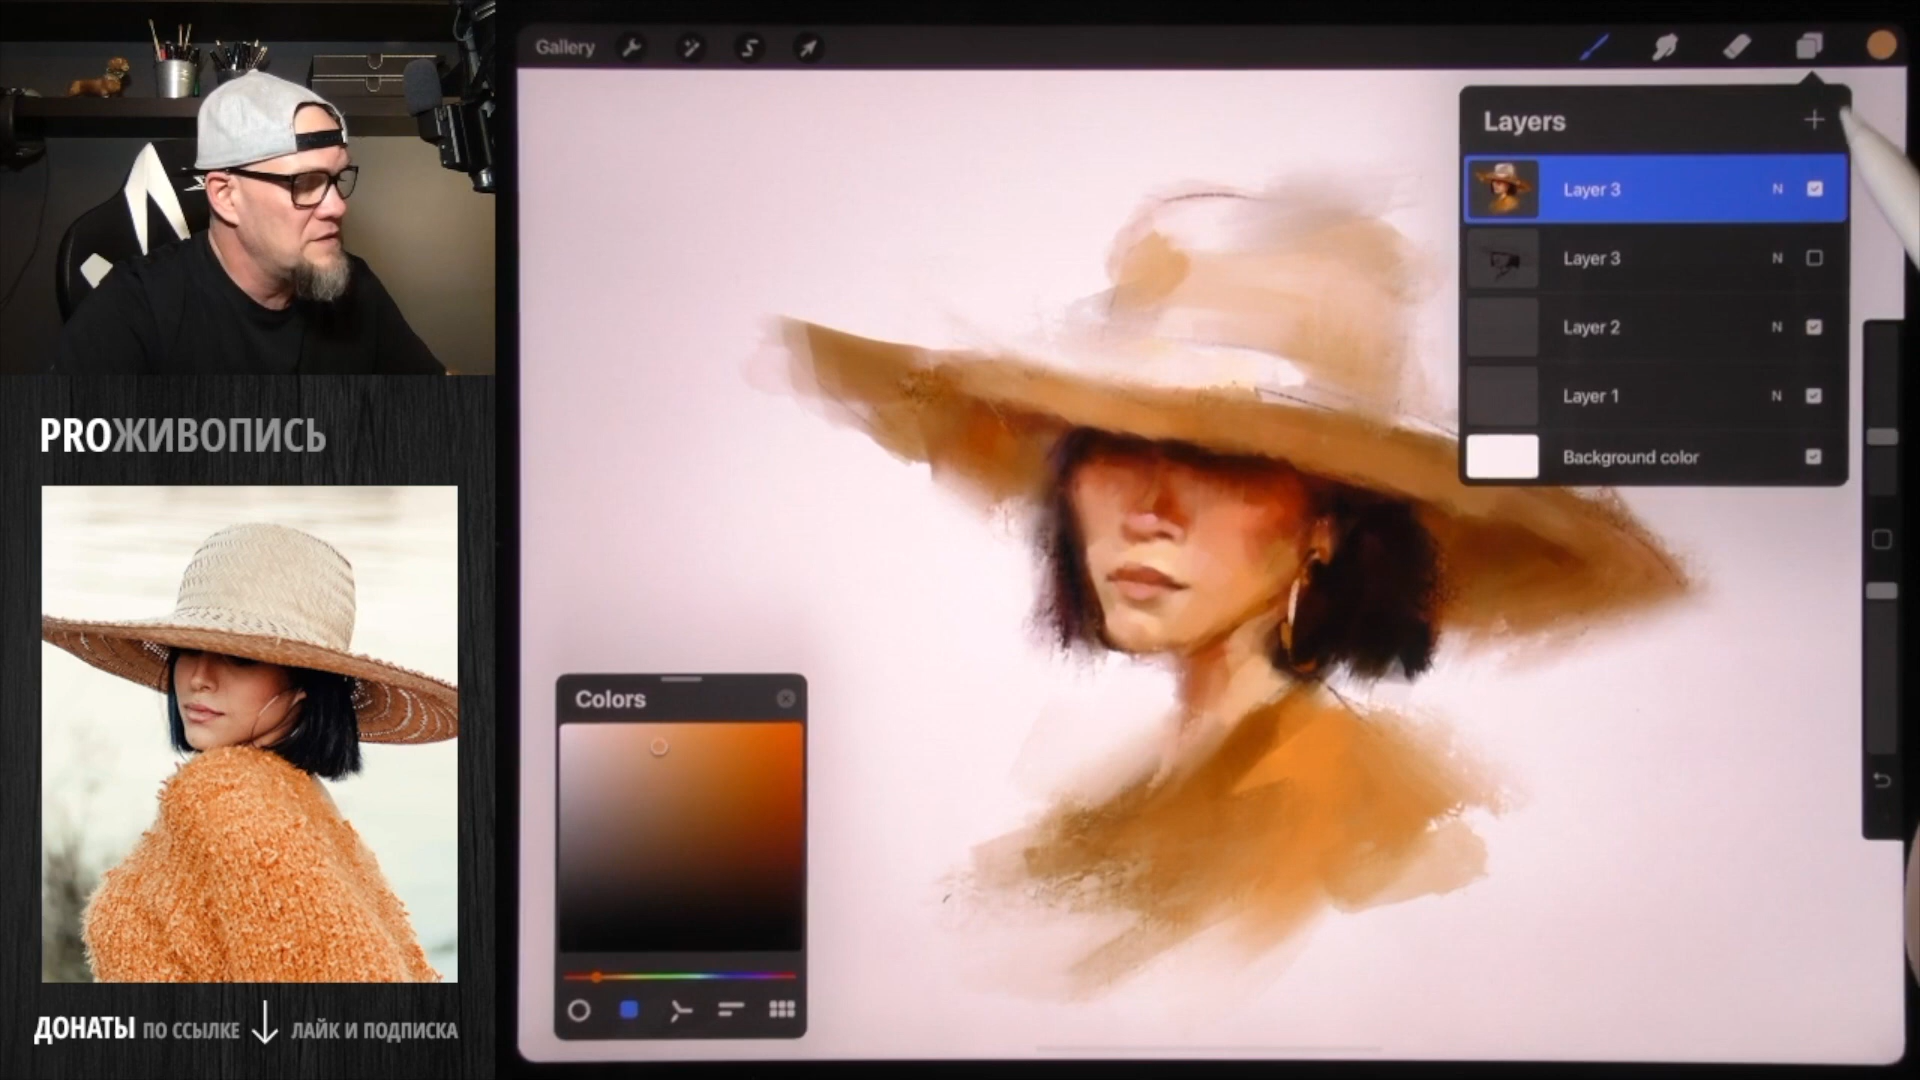 Gallery
Layers
Layer 3 N
Layer 3 N
Layer 2 N
Layer 1 N
Background color
PROЖИВОПИСЬ
Colors
ДОНАТЫ ПО ССЫЛКЕ ЛАЙК И ПОДПИСКА